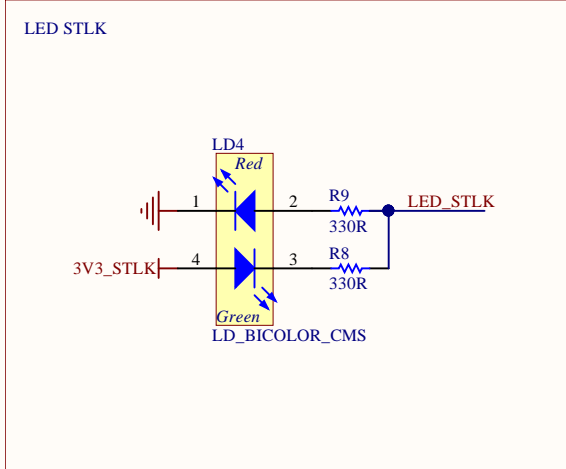 LED STLK
LD4
Red
1 2 R9 LED_STLK
330R
3V3_STLK 4 3 R8
330R
Green
LD_BICOLOR_CMS